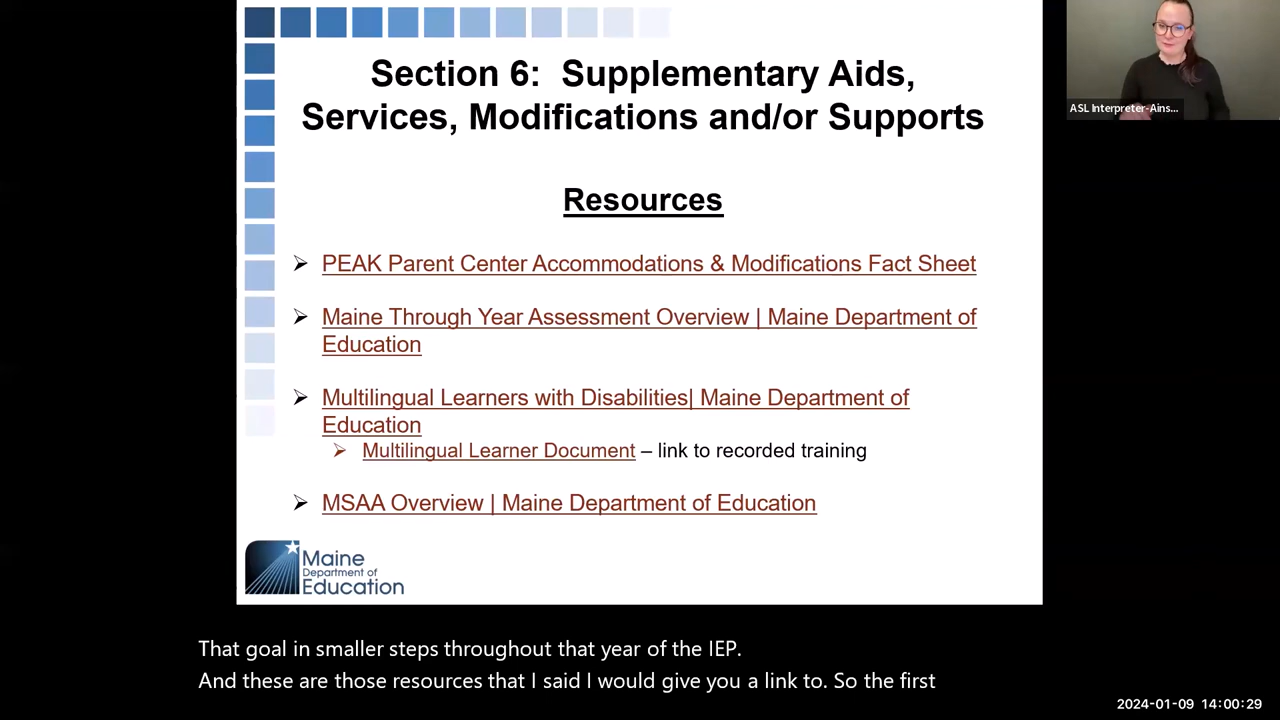 Section 6:  Supplementary Aids,
Services, Modifications and/or Supports
Resources
PEAK Parent Center Accommodations & Modifications Fact Sheet
Maine Through Year Assessment Overview | Maine Department of
Education
Multilingual Learners with Disabilities| Maine Department of
Education
Multilingual Learner Document – link to recorded training
MSAA Overview | Maine Department of Education
Maine
Department of
Education
ASL Interpreter-Ains...
That goal in smaller steps throughout that year of the IEP.
And these are those resources that I said I would give you a link to. So the first
2024-01-09 14:00:29